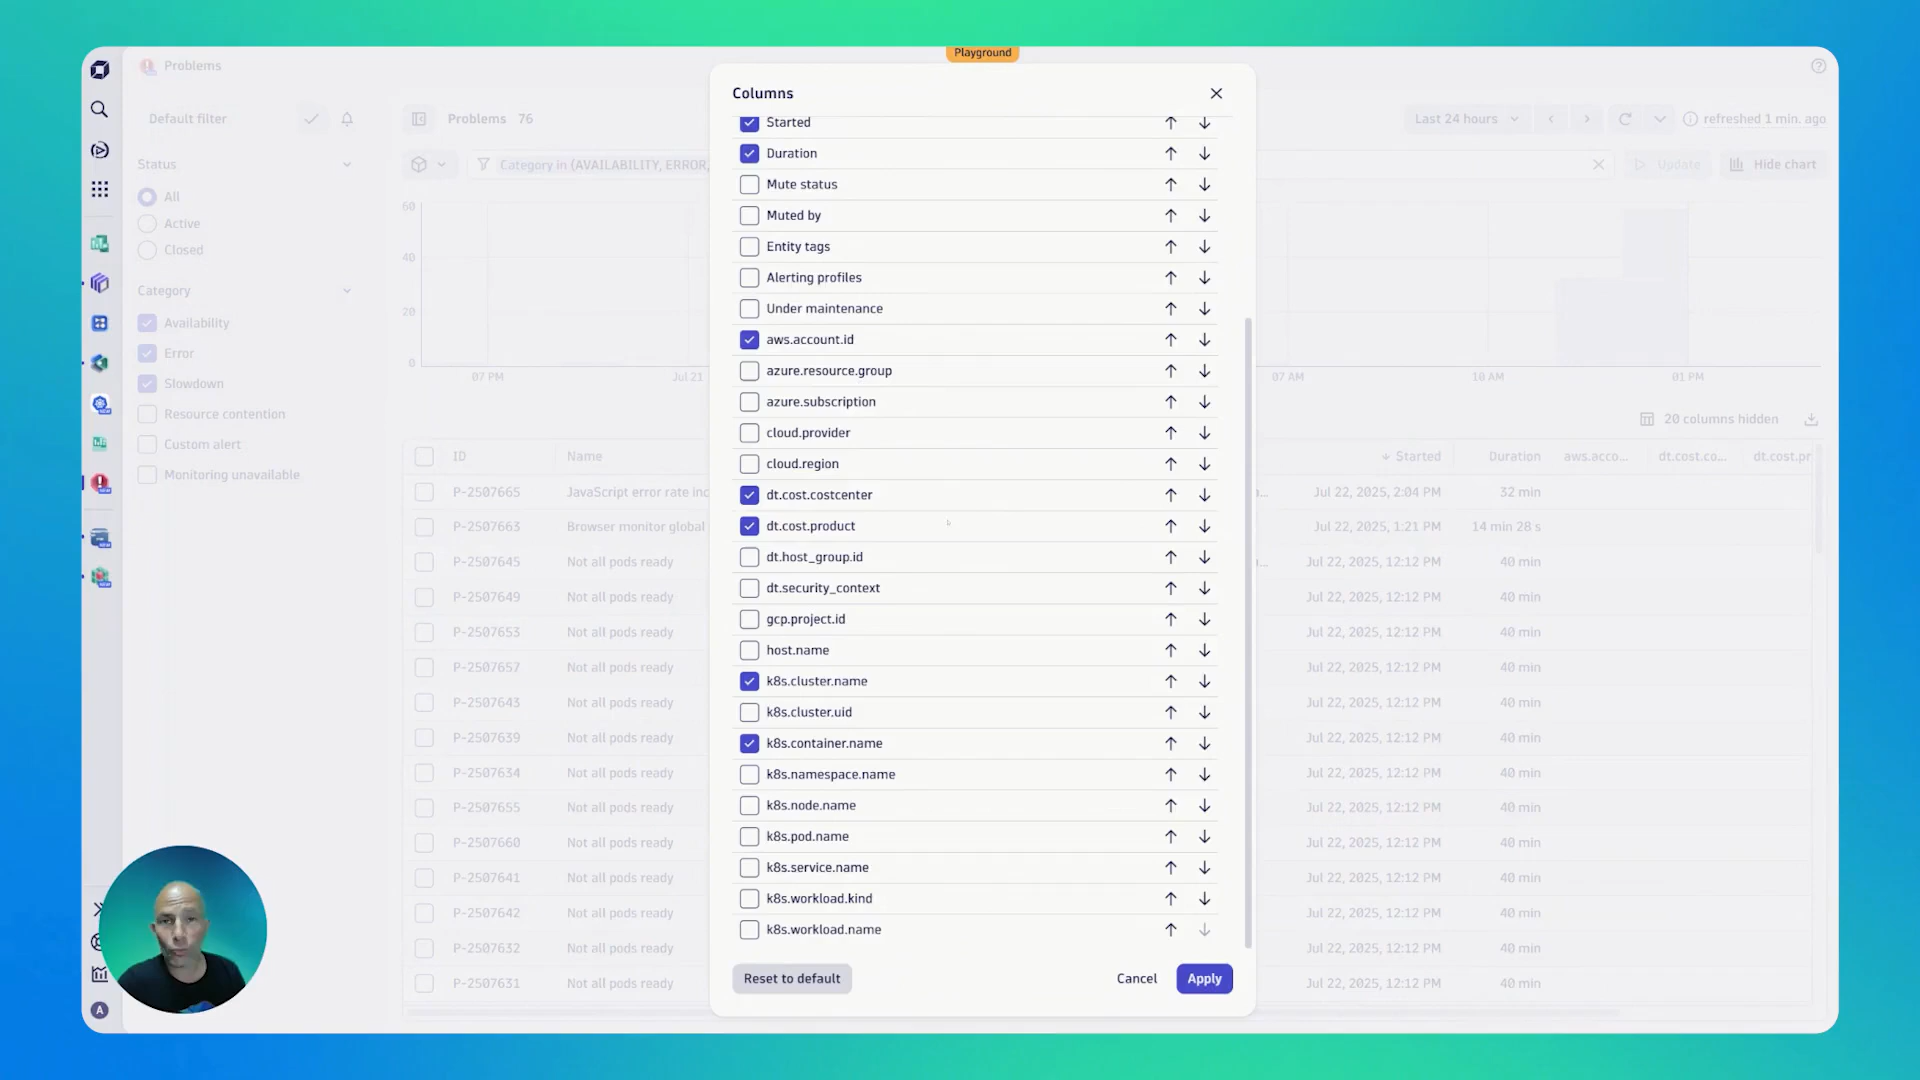 Playground
Problems
Default filter
Problems 76
Last 24 hours
refreshed 1 min. ago
Status
All
Active
Closed
Category in (AVAILABILITY, ERROR,
Update
Hide chart
60
40
20
0
07 PM
Jul 21
07 AM
10 AM
01 PM
Category
Availability
Error
Slowdown
Resource contention
Custom alert
Monitoring unavailable
20 columns hidden
ID Name
Started Duration aws.acco... dt.cost.co... dt.cost.pr
P-2507665 JavaScript error rate inc Jul 22, 2025, 2:04 PM 32 min
P-2507663 Browser monitor global Jul 22, 2025, 1:21 PM 14 min 28 s
P-2507645 Not all pods ready Jul 22, 2025, 12:12 PM 40 min
P-2507649 Not all pods ready Jul 22, 2025, 12:12 PM 40 min
P-2507653 Not all pods ready Jul 22, 2025, 12:12 PM 40 min
P-2507657 Not all pods ready Jul 22, 2025, 12:12 PM 40 min
P-2507643 Not all pods ready Jul 22, 2025, 12:12 PM 40 min
P-2507639 Not all pods ready Jul 22, 2025, 12:12 PM 40 min
P-2507634 Not all pods ready Jul 22, 2025, 12:12 PM 40 min
P-2507655 Not all pods ready Jul 22, 2025, 12:12 PM 40 min
P-2507660 Not all pods ready Jul 22, 2025, 12:12 PM 40 min
P-2507641 Not all pods ready Jul 22, 2025, 12:12 PM 40 min
P-2507642 Not all pods ready Jul 22, 2025, 12:12 PM 40 min
P-2507632 Not all pods ready Jul 22, 2025, 12:12 PM 40 min
P-2507631 Not all pods ready Jul 22, 2025, 12:12 PM 40 min
A
Columns
Started
Duration
Mute status
Muted by
Entity tags
Alerting profiles
Under maintenance
aws.account.id
azure.resource.group
azure.subscription
cloud.provider
cloud.region
dt.cost.costcenter
dt.cost.product
dt.host_group.id
dt.security_context
gcp.project.id
host.name
k8s.cluster.name
k8s.cluster.uid
k8s.container.name
k8s.namespace.name
k8s.node.name
k8s.pod.name
k8s.service.name
k8s.workload.kind
k8s.workload.name
Reset to default
Cancel
Apply